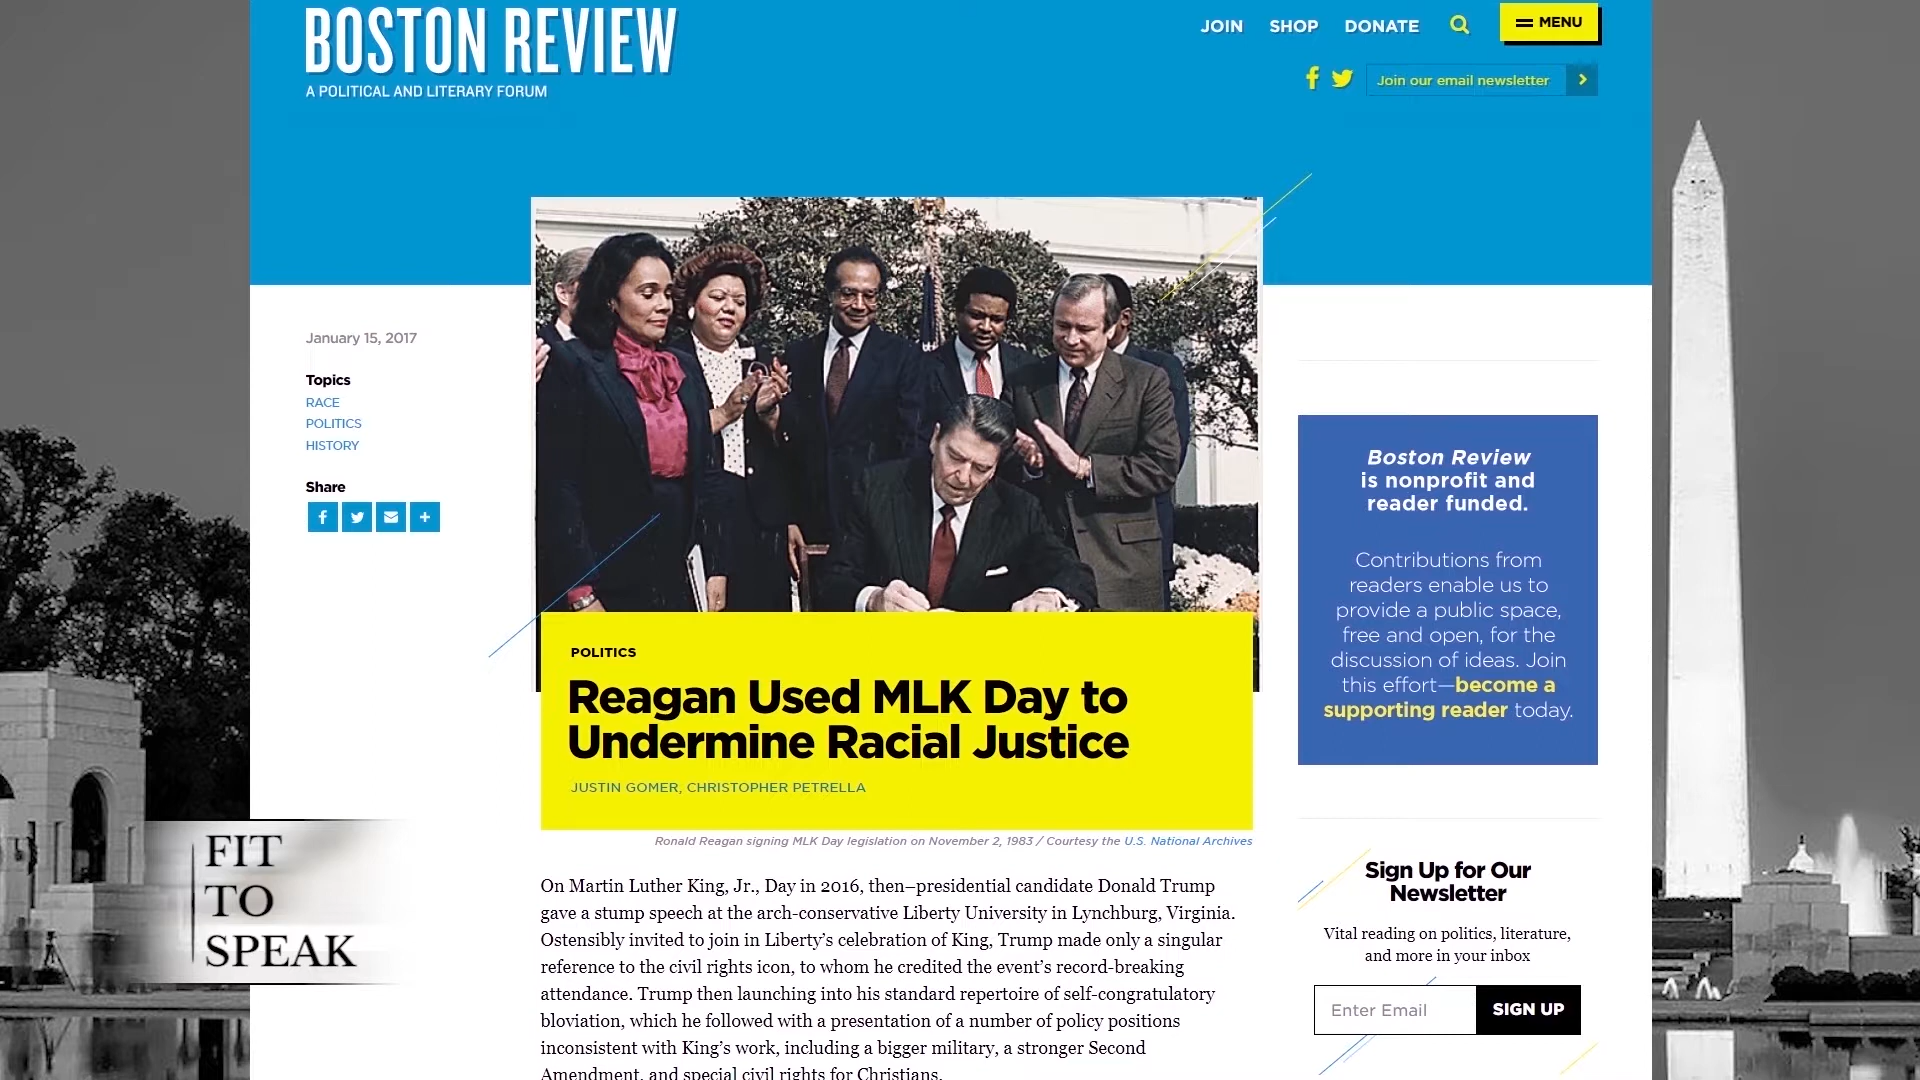 BOSTON REVIEW
A POLITICAL AND LITERARY FORUM
JOIN SHOP DONATE
MENU
Join our email newsletter
January 15, 2017
Topics
RACE
POLITICS
HISTORY
Share
POLITICS
Reagan Used MLK Day to
Undermine Racial Justice
JUSTIN GOMER, CHRISTOPHER PETRELLA
Ronald Reagan signing MLK Day legislation on November 2, 1983 / Courtesy the U.S. National Archives
On Martin Luther King, Jr., Day in 2016, then–presidential candidate Donald Trump
gave a stump speech at the arch-conservative Liberty University in Lynchburg, Virginia.
Ostensibly invited to join in Liberty’s celebration of King, Trump made only a singular
reference to the civil rights icon, to whom he credited the event’s record-breaking
attendance. Trump then launching into his standard repertoire of self-congratulatory
bloviation, which he followed with a presentation of a number of policy positions
inconsistent with King’s work, including a bigger military, a stronger Second
Amendment, and special civil rights for Christians.
Boston Review
is nonprofit and
reader funded.
Contributions from
readers enable us to
provide a public space,
free and open, for the
discussion of ideas. Join
this effort—become a
supporting reader today.
Sign Up for Our
Newsletter
Vital reading on politics, literature,
and more in your inbox
Enter Email
SIGN UP
FIT
TO
SPEAK